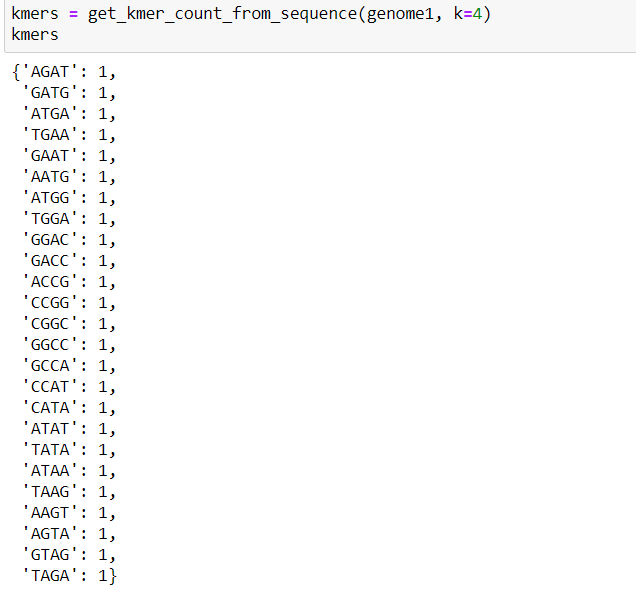 kmers = get_kmer_count_from_sequence(genome1, k=4)
kmers
{'AGAT': 1,
'GATG': 1,
'ATGA': 1,
'TGAA': 1,
'GAAT': 1,
'AATG': 1,
'ATGG': 1,
'TGGA': 1,
'GGAC': 1,
'GACC': 1,
'ACCG': 1,
'CCGG': 1,
'CGGC': 1,
'GGCC': 1,
'GCCA': 1,
'CCAT': 1,
'CATA': 1,
'ATAT': 1,
'TATA': 1,
'ATAA': 1,
'TAAG': 1,
'AAGT': 1,
'AGTA': 1,
'GTAG': 1,
'TAGA': 1}